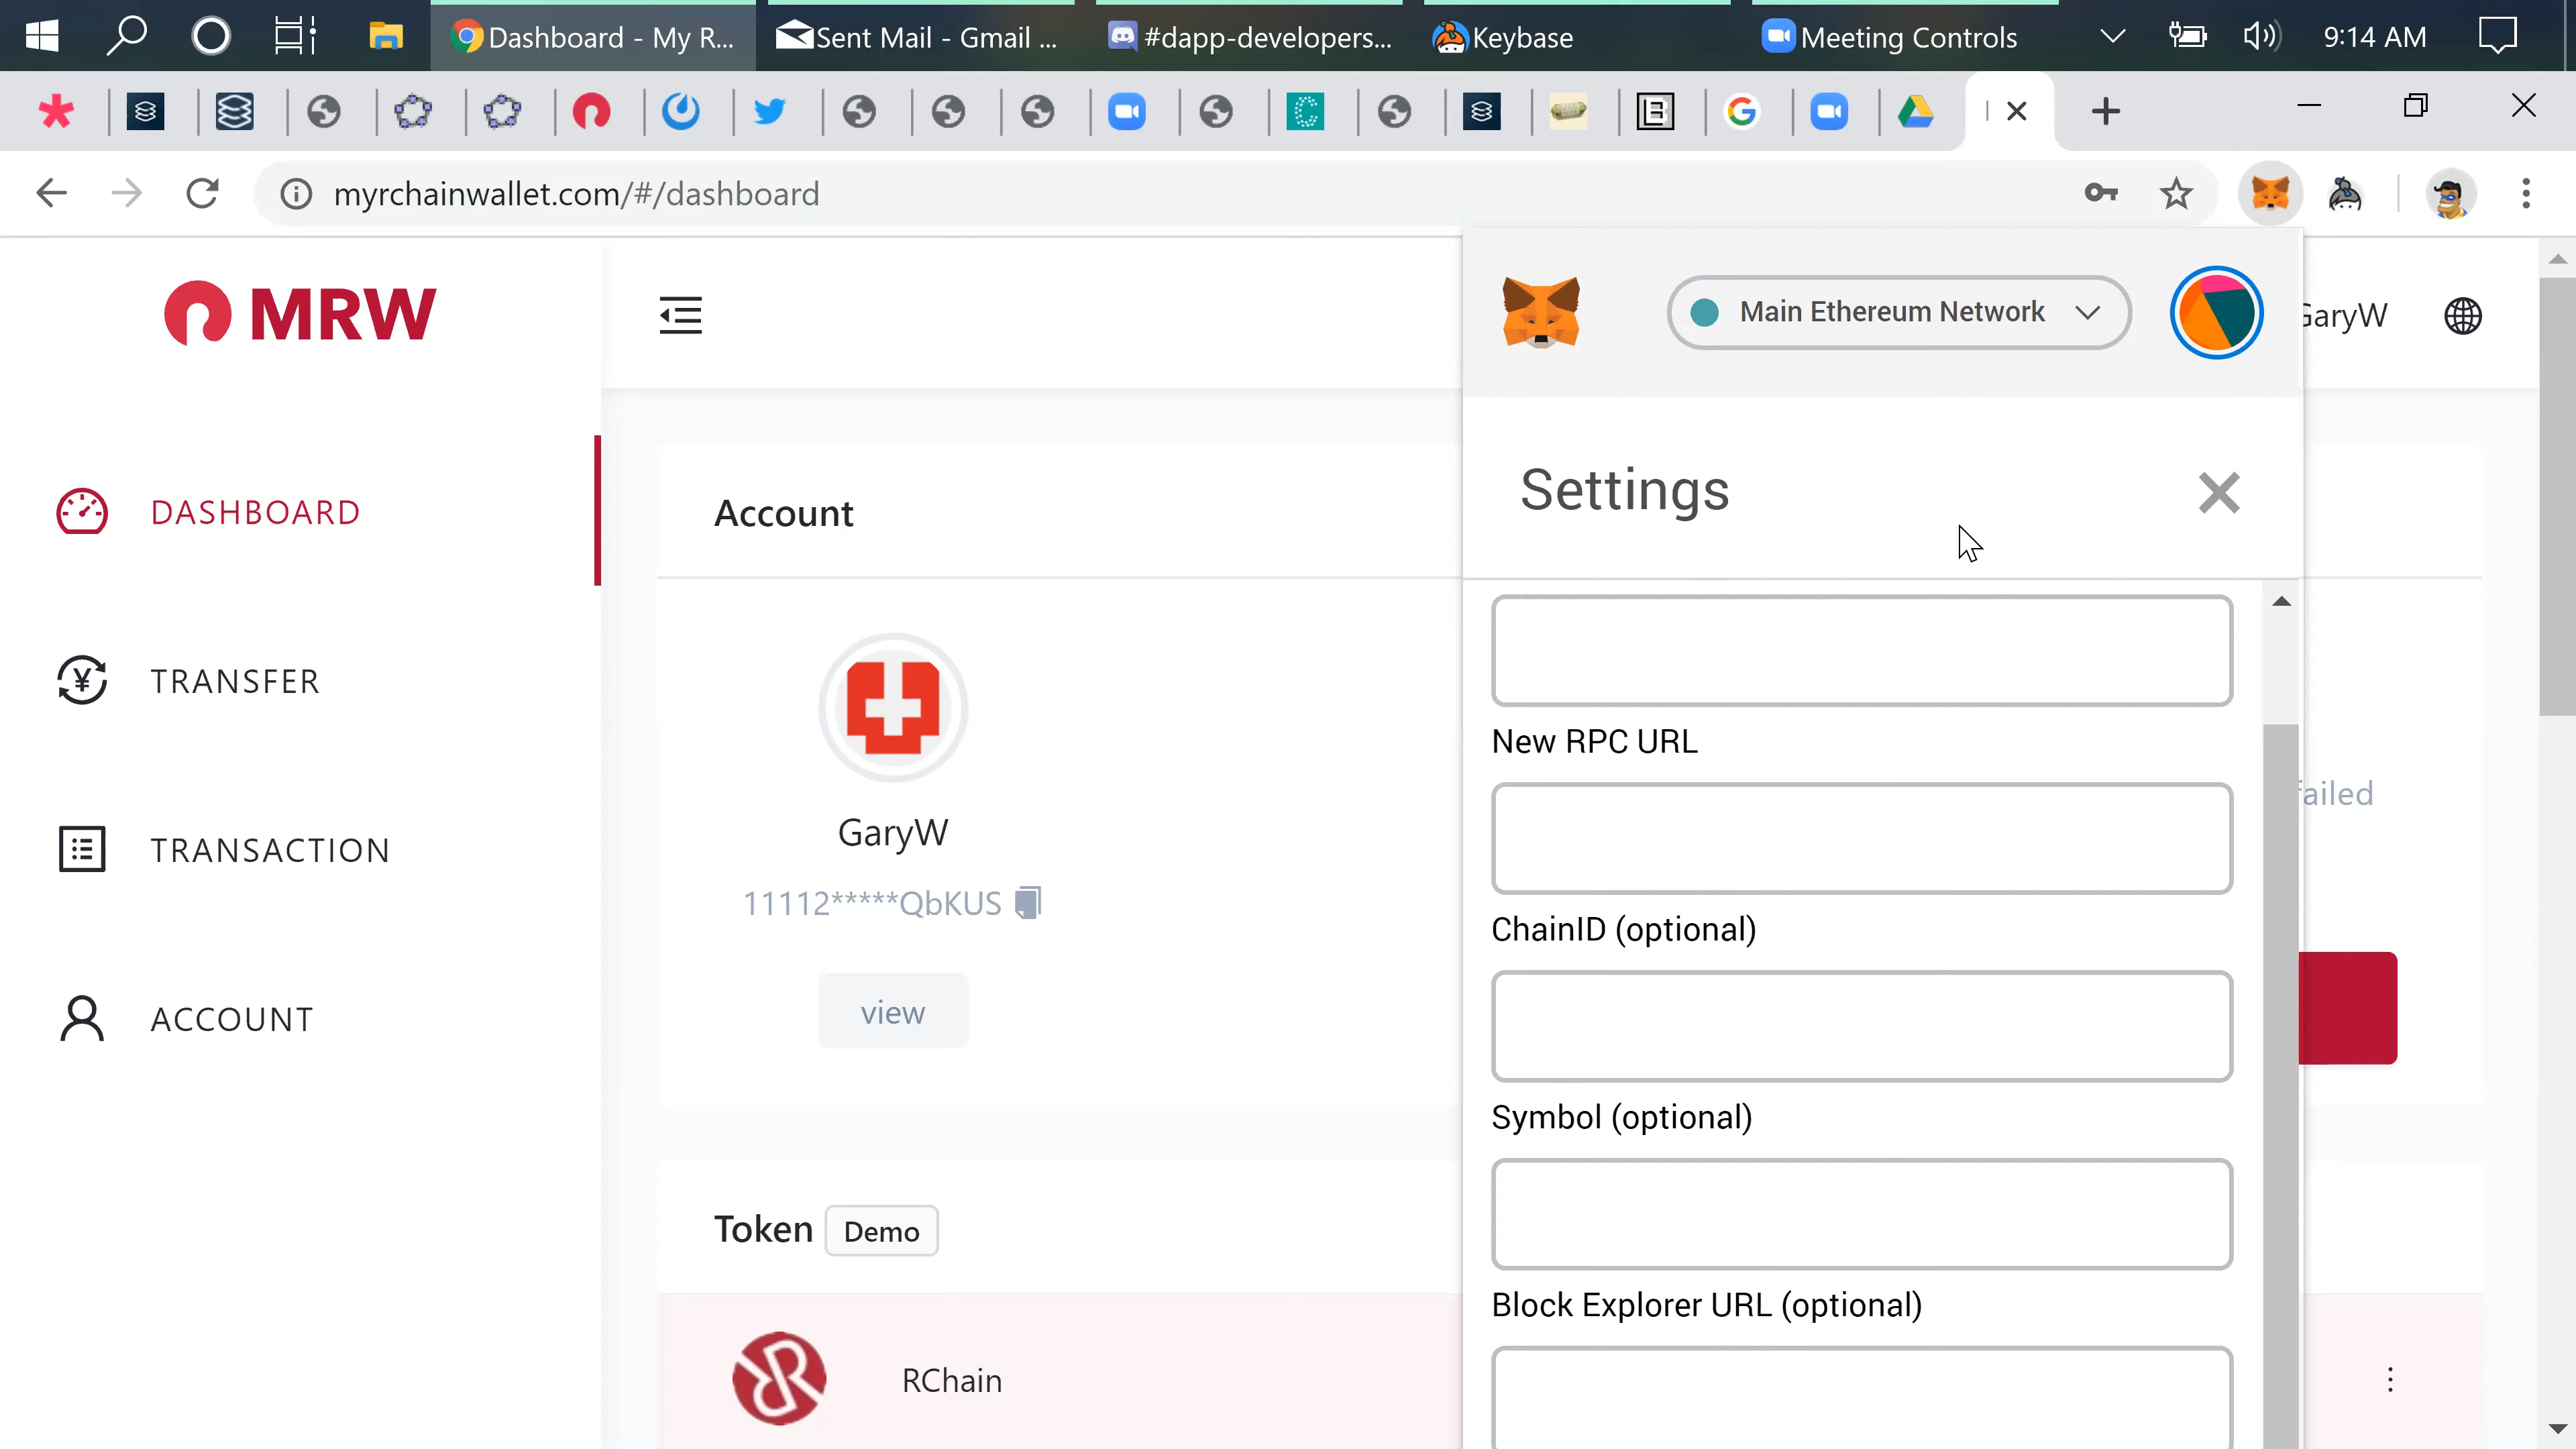 Dashboard - My R...
Sent Mail - Gmail ...
#dapp-developers...
Keybase
Meeting Controls
9:14 AM
myrchainwallet.com/#/dashboard
MRW
Main Ethereum Network
GaryW
DASHBOARD
TRANSFER
TRANSACTION
ACCOUNT
Account
GaryW
11112*****QbKUS
view
Token
Demo
RChain
Settings
New RPC URL
ChainID (optional)
Symbol (optional)
Block Explorer URL (optional)
failed